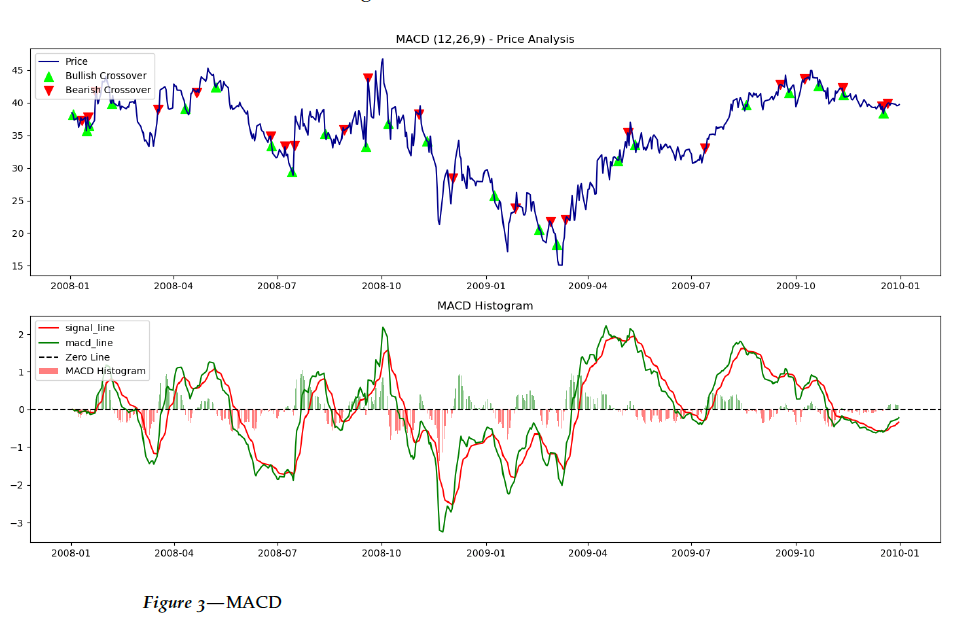 MACD (12,26,9) - Price Analysis
Price
Bullish Crossover
Bearish Crossover
45
40
35
30
25
20
15
2008-01 2008-04 2008-07 2008-10 2009-01 2009-04 2009-07 2009-10 2010-01
MACD Histogram
signal_line
macd_line
Zero Line
MACD Histogram
2
1
0
−1
−2
−3
2008-01 2008-04 2008-07 2008-10 2009-01 2009-04 2009-07 2009-10 2010-01
Figure 3—MACD